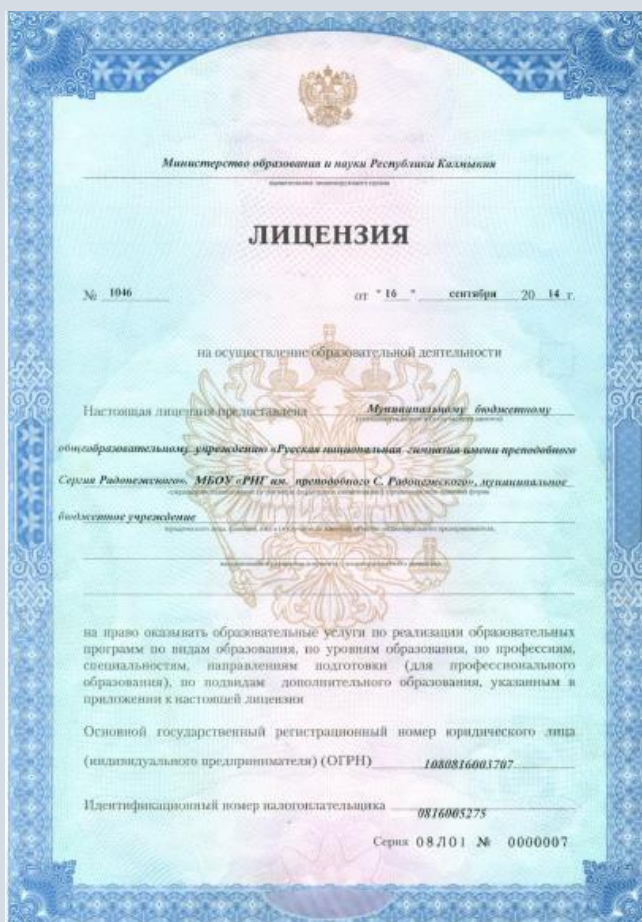 Министерство образования и науки Республики Калмыкия
ЛИЦЕНЗИЯ
№ 1046 от "16" сентября 2014 г.
на осуществление образовательной деятельности
Настоящая лицензия предоставлена Муниципальному бюджетному
общеобразовательному учреждению «Русская национальная гимназия имени преподобного
Сергия Радонежского». МБОУ «РНГ им. преподобного С. Радонежского», муниципальное
бюджетное учреждение
на право оказывать образовательные услуги по реализации образовательных
программ по видам образования, по уровням образования, по профессиям,
специальностям, направлениям подготовки (для профессионального
образования), по подвидам дополнительного образования, указанным в
приложении к настоящей лицензии
Основной государственный регистрационный номер юридического лица
(индивидуального предпринимателя) (ОГРН) 1080816003707
Идентификационный номер налогоплательщика 0816005275
Серия 08Л01 № 0000007